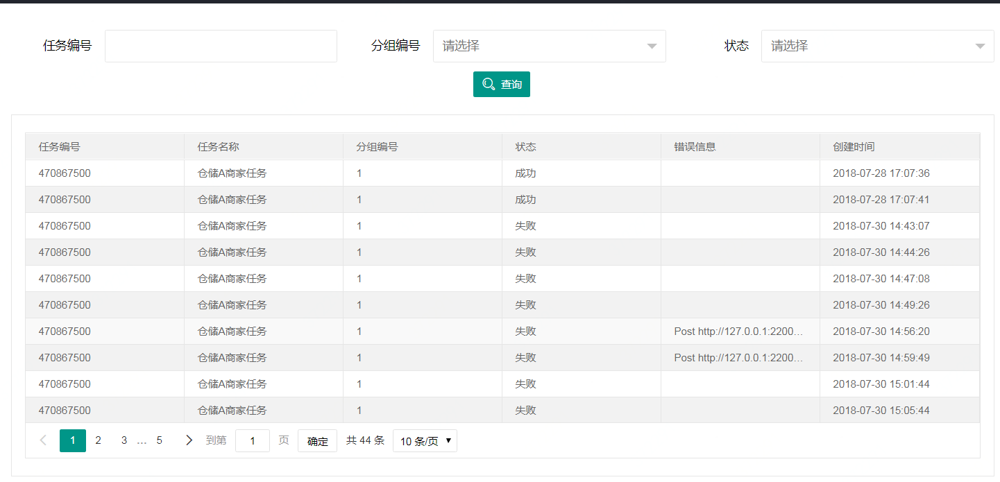 任务编号 分组编号 请选择 状态 请选择
查询
任务编号 任务名称 分组编号 状态 错误信息 创建时间
470867500 仓储A商家任务 1 成功 2018-07-28 17:07:36
470867500 仓储A商家任务 1 成功 2018-07-28 17:07:41
470867500 仓储A商家任务 1 失败 2018-07-30 14:43:07
470867500 仓储A商家任务 1 失败 2018-07-30 14:44:26
470867500 仓储A商家任务 1 失败 2018-07-30 14:47:08
470867500 仓储A商家任务 1 失败 2018-07-30 14:49:26
470867500 仓储A商家任务 1 失败 Post http://127.0.0.1:2200... 2018-07-30 14:56:20
470867500 仓储A商家任务 1 失败 Post http://127.0.0.1:2200... 2018-07-30 14:59:49
470867500 仓储A商家任务 1 失败 2018-07-30 15:01:44
470867500 仓储A商家任务 1 失败 2018-07-30 15:05:44
1 2 3 ... 5 到第 1 页 确定 共 44 条 10 条/页